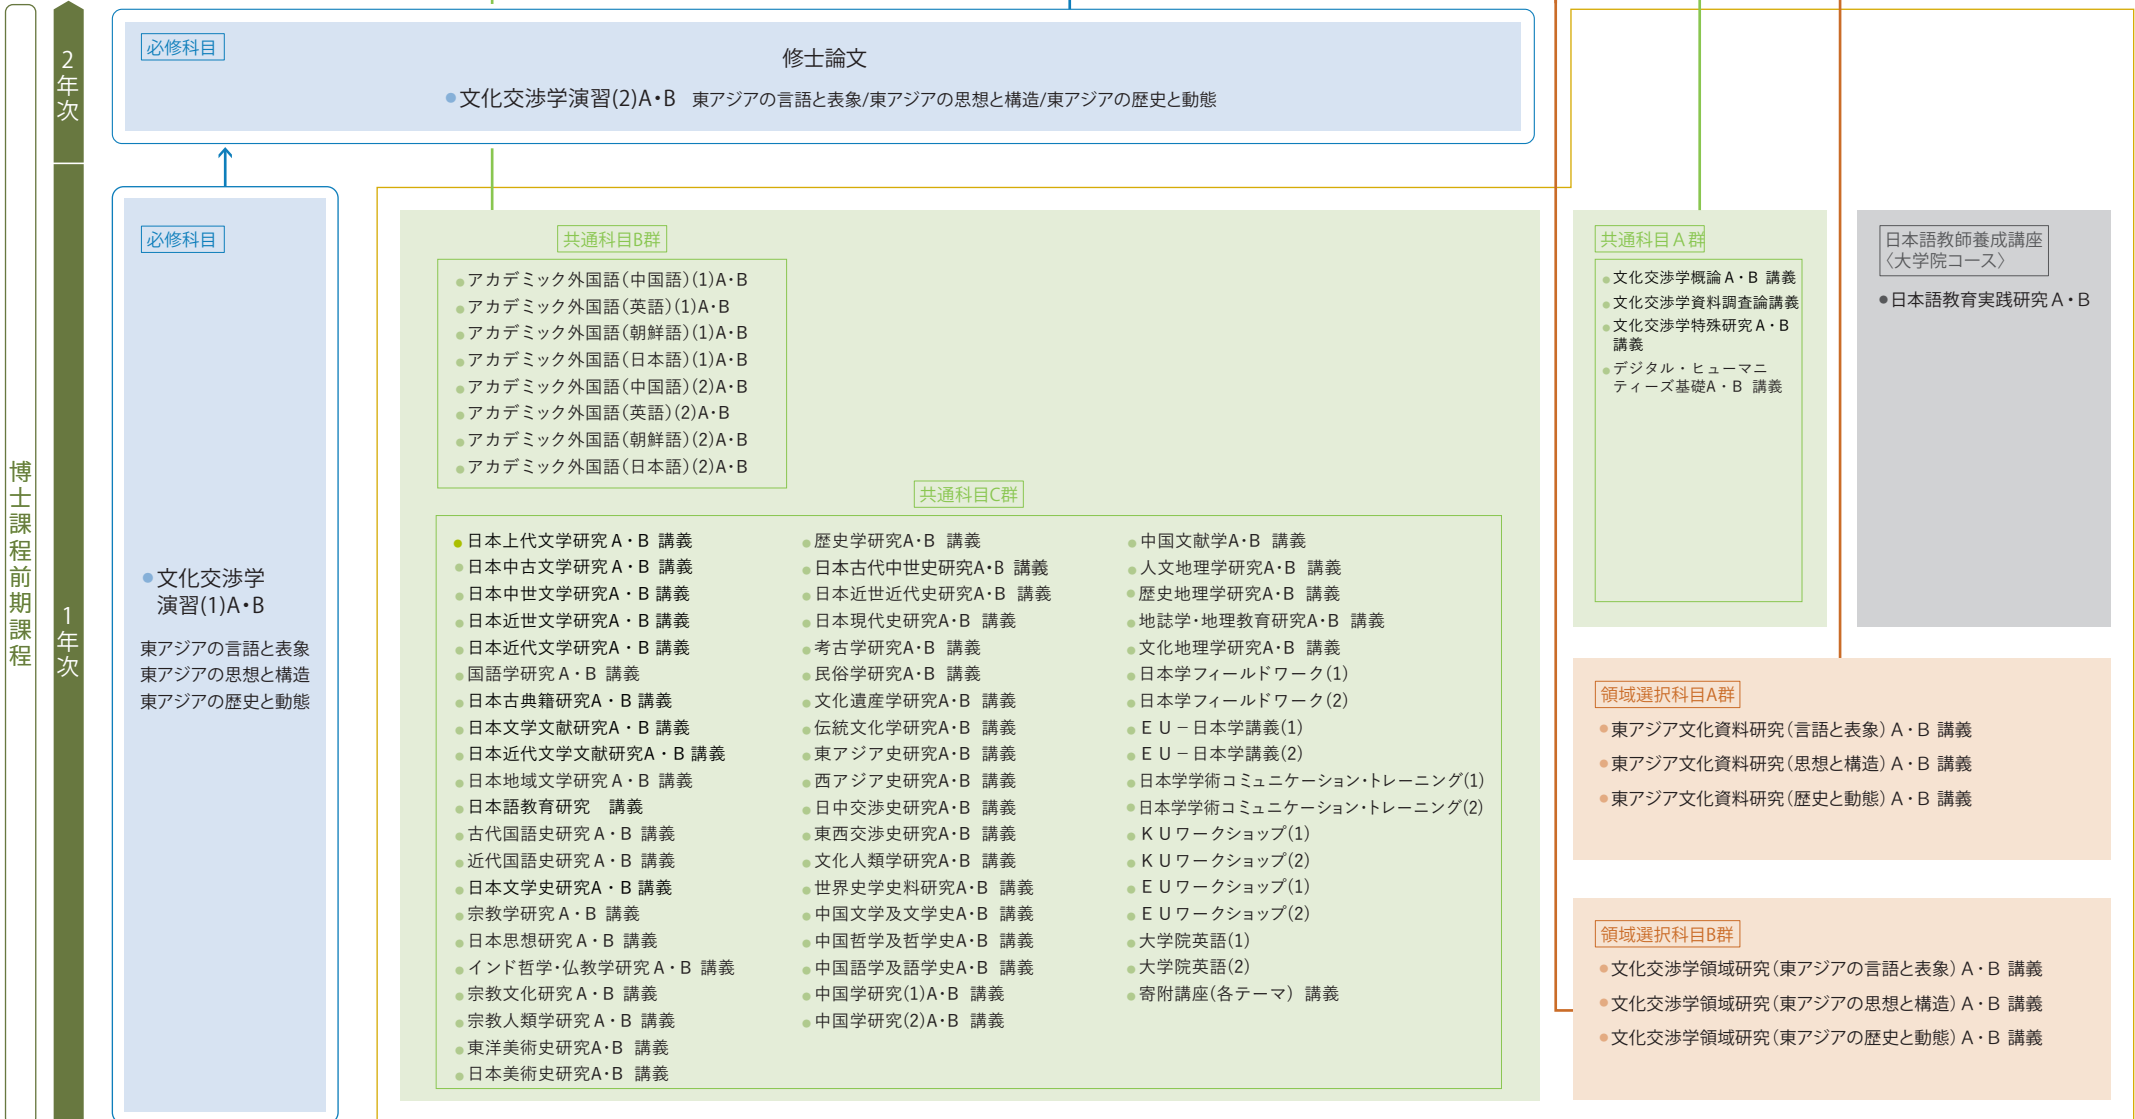 博士課程前期課程
2年次
1年次
必修科目
修士論文
●文化交渉学演習(2)A・B 東アジアの言語と表象/東アジアの思想と構造/東アジアの歴史と動態
必修科目
●文化交渉学
演習(1)A・B
東アジアの言語と表象
東アジアの思想と構造
東アジアの歴史と動態
共通科目B群
●アカデミック外国語(中国語)(1)A・B
●アカデミック外国語(英語)(1)A・B
●アカデミック外国語(朝鮮語)(1)A・B
●アカデミック外国語(日本語)(1)A・B
●アカデミック外国語(中国語)(2)A・B
●アカデミック外国語(英語)(2)A・B
●アカデミック外国語(朝鮮語)(2)A・B
●アカデミック外国語(日本語)(2)A・B
共通科目C群
●日本上代文学研究A・B 講義
●日本中古文学研究A・B 講義
●日本中世文学研究A・B 講義
●日本近世文学研究A・B 講義
●日本近代文学研究A・B 講義
●国語学研究A・B 講義
●日本古典籍研究A・B 講義
●日本文学文献研究A・B 講義
●日本近代文学文献研究A・B 講義
●日本地域文学研究A・B 講義
●日本語教育研究 講義
●古代国語史研究A・B 講義
●近代国語史研究A・B 講義
●日本文学史研究A・B 講義
●宗教学研究A・B 講義
●日本思想研究A・B 講義
●インド哲学・仏教学研究A・B 講義
●宗教文化研究A・B 講義
●宗教人類学研究A・B 講義
●東洋美術史研究A・B 講義
●日本美術史研究A・B 講義
●歴史学研究A・B 講義
●日本古代中世史研究A・B 講義
●日本近世近代史研究A・B 講義
●日本現代史研究A・B 講義
●考古学研究A・B 講義
●民俗学研究A・B 講義
●文化遺産学研究A・B 講義
●伝統文化学研究A・B 講義
●東アジア史研究A・B 講義
●西アジア史研究A・B 講義
●日中交渉史研究A・B 講義
●東西交渉史研究A・B 講義
●文化人類学研究A・B 講義
●世界史学史料研究A・B 講義
●中国文学及文学史A・B 講義
●中国哲学及哲学史A・B 講義
●中国語学及語学史A・B 講義
●中国学研究(1)A・B 講義
●中国学研究(2)A・B 講義
●中国文献学A・B 講義
●人文地理学研究A・B 講義
●歴史地理学研究A・B 講義
●地誌学・地理教育研究A・B 講義
●文化地理学研究A・B 講義
●日本学フィールドワーク(1)
●日本学フィールドワーク(2)
●EU－日本学講義(1)
●EU－日本学講義(2)
●日本学学術コミュニケーション・トレーニング(1)
●日本学学術コミュニケーション・トレーニング(2)
●KUワークショップ(1)
●KUワークショップ(2)
●EUワークショップ(1)
●EUワークショップ(2)
●大学院英語(1)
●大学院英語(2)
●寄附講座(各テーマ) 講義
共通科目A群
●文化交渉学概論A・B 講義
●文化交渉学資料調査論講義
●文化交渉学特殊研究A・B
講義
●デジタル・ヒューマニ
ティーズ基礎A・B 講義
日本語教師養成講座
〈大学院コース〉
●日本語教育実践研究A・B
領域選択科目A群
●東アジア文化資料研究(言語と表象)A・B 講義
●東アジア文化資料研究(思想と構造)A・B 講義
●東アジア文化資料研究(歴史と動態)A・B 講義
領域選択科目B群
●文化交渉学領域研究(東アジアの言語と表象)A・B 講義
●文化交渉学領域研究(東アジアの思想と構造)A・B 講義
●文化交渉学領域研究(東アジアの歴史と動態)A・B 講義